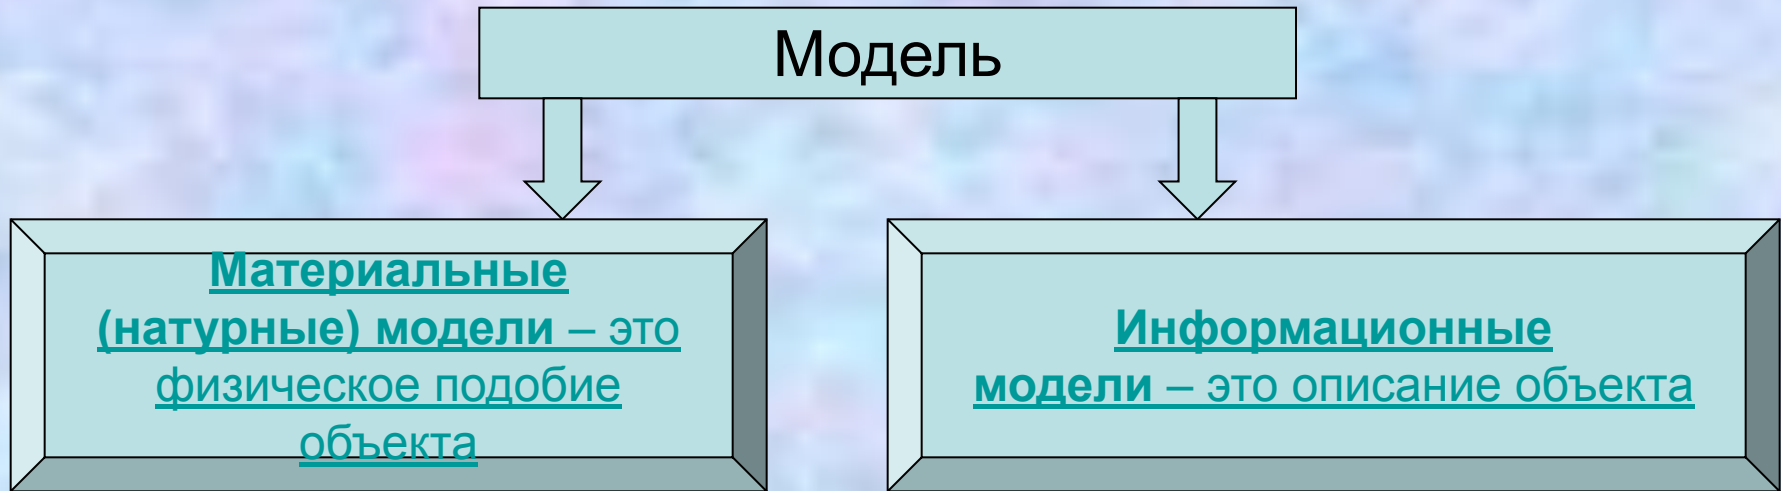 Модель
Материальные
(натурные) модели – это
физическое подобие
объекта
Информационные
модели – это описание объекта